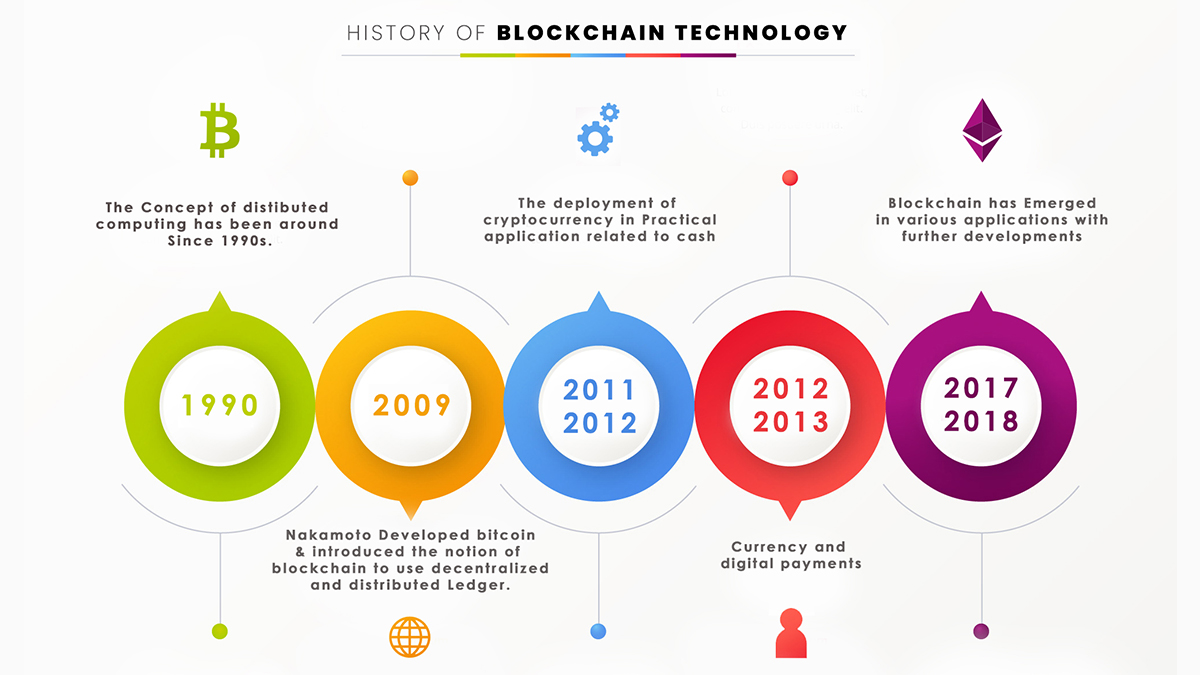 HISTORY OF BLOCKCHAIN TECHNOLOGY
The Concept of distibuted
computing has been around
Since 1990s.
The deployment of
cryptocurrency in Practical
application related to cash
Blockchain has Emerged
in various applications with
further developments
1990
2009
2011
2012
2012
2013
2017
2018
Nakamoto Developed bitcoin
& introduced the notion of
blockchain to use decentralized
and distributed Ledger.
Currency and
digital payments